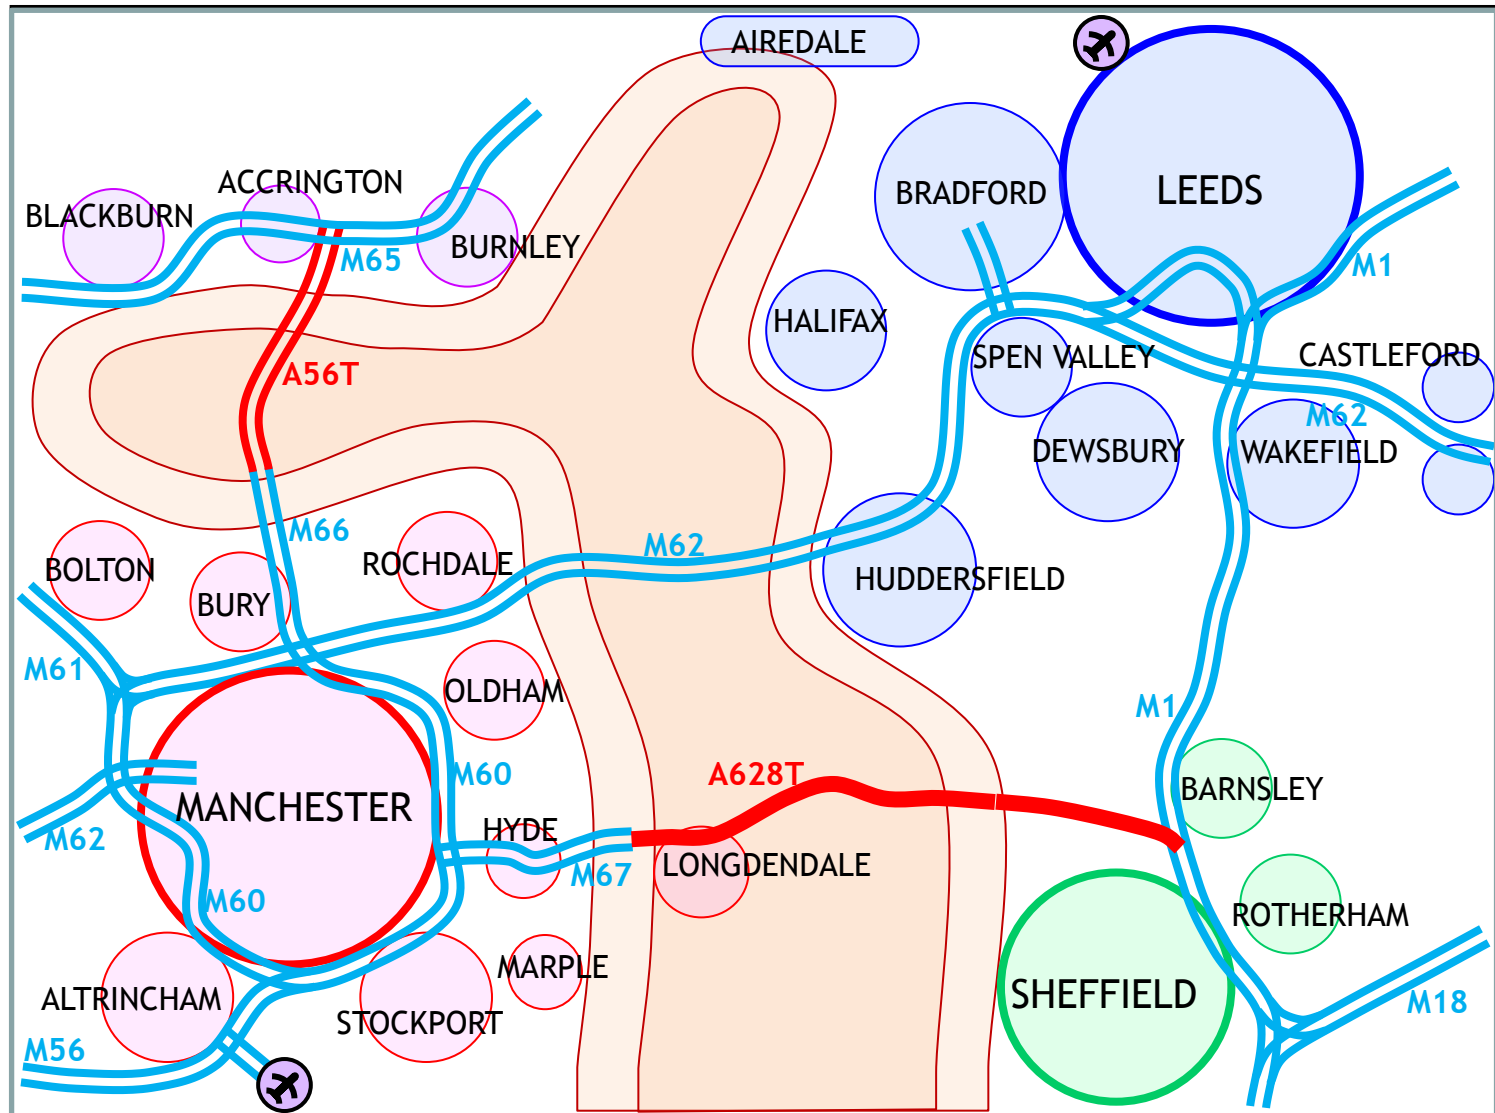 AIREDALE
ACCRINGTON
BLACKBURN
BURNLEY
M65
BRADFORD
LEEDS
M1
HALIFAX
SPEN VALLEY
CASTLEFORD
A56T
M62
DEWSBURY
WAKEFIELD
M66
M62
BOLTON
ROCHDALE
BURY
HUDDERSFIELD
M61
OLDHAM
M1
M60
A628T
MANCHESTER
BARNSLEY
HYDE
M62
M67
LONGDENDALE
M60
ROTHERHAM
MARPLE
ALTRINCHAM
STOCKPORT
SHEFFIELD
M18
M56